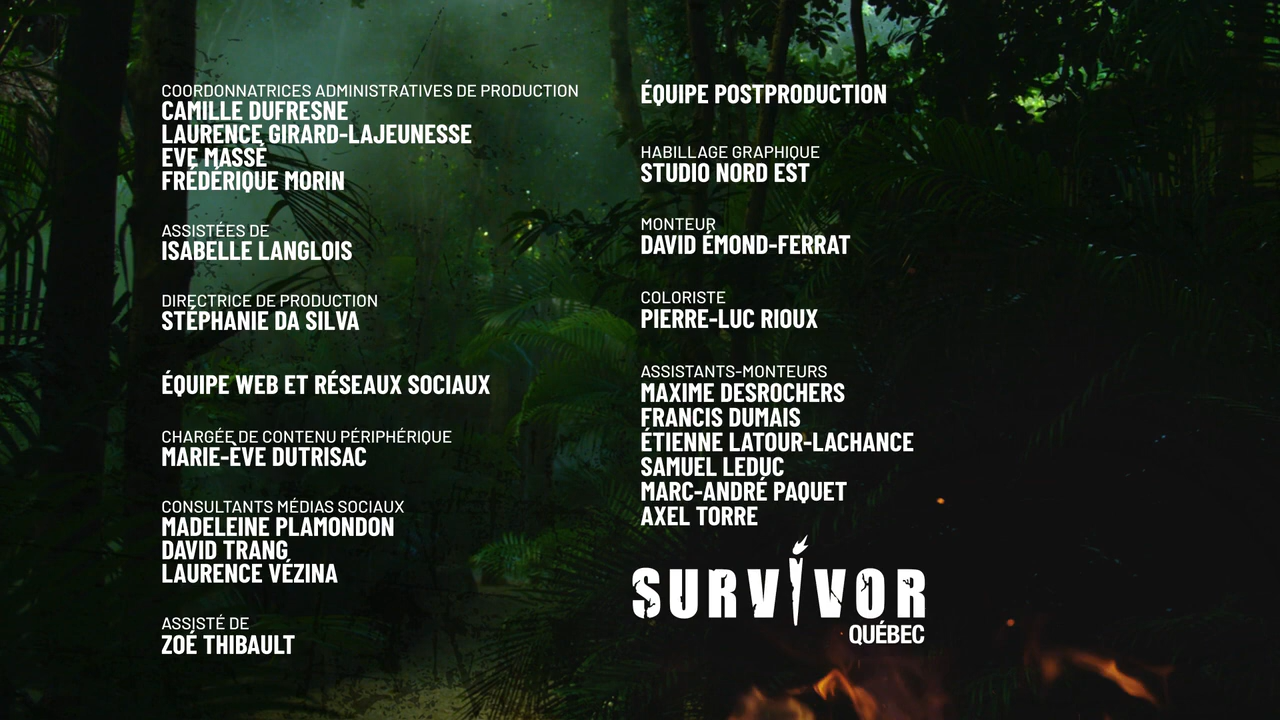 COORDONNATRICES ADMINISTRATIVES DE PRODUCTION
CAMILLE DUFRESNE
LAURENCE GIRARD-LAJEUNESSE
EVE MASSÉ
FRÉDÉRIQUE MORIN
ASSISTÉES DE
ISABELLE LANGLOIS
DIRECTRICE DE PRODUCTION
STÉPHANIE DA SILVA
ÉQUIPE WEB ET RÉSEAUX SOCIAUX
CHARGÉE DE CONTENU PÉRIPHÉRIQUE
MARIE-ÈVE DUTRISAC
CONSULTANTS MÉDIAS SOCIAUX
MADELEINE PLAMONDON
DAVID TRANG
LAURENCE VÉZINA
ASSISTÉ DE
ZOÉ THIBAULT
ÉQUIPE POSTPRODUCTION
HABILLAGE GRAPHIQUE
STUDIO NORD EST
MONTEUR
DAVID ÉMOND-FERRAT
COLORISTE
PIERRE-LUC RIOUX
ASSISTANTS-MONTEURS
MAXIME DESROCHERS
FRANCIS DUMAIS
ÉTIENNE LATOUR-LACHANCE
SAMUEL LEDUC
MARC-ANDRÉ PAQUET
AXEL TORRE
SURVIVOR
QUÉBEC